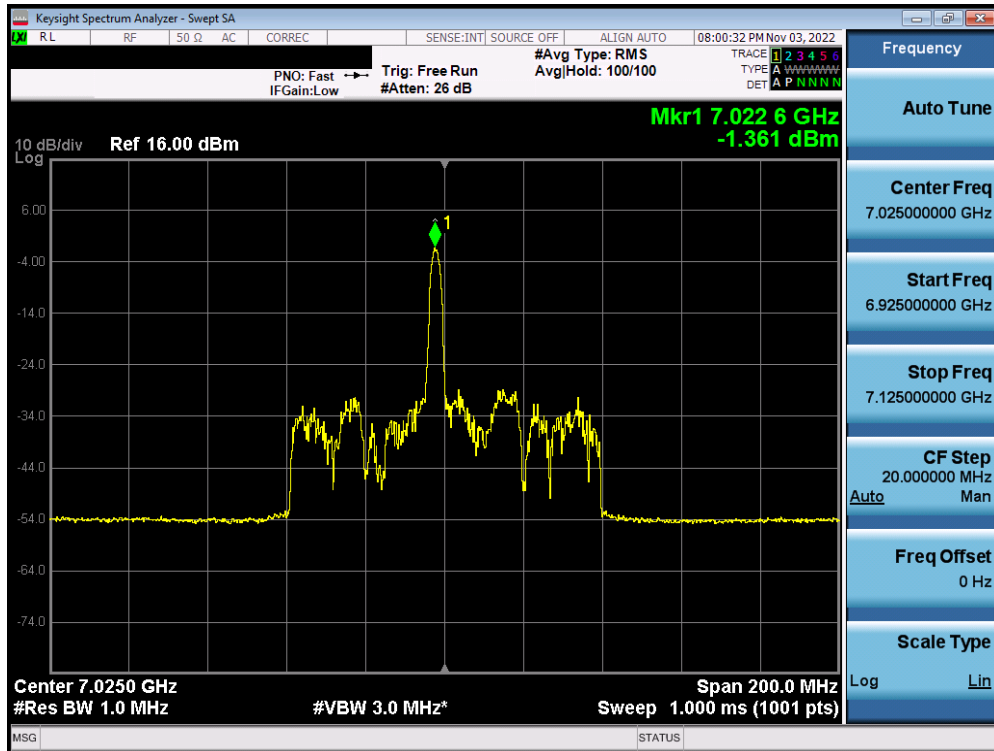 Keysight Spectrum Analyzer - Swept SA
LXI RL RF 50 Ω AC CORREC SENSE:INT SOURCE OFF ALIGN AUTO 08:00:32 PM Nov 03, 2022
PNO: Fast
IFGain:Low
Trig: Free Run
#Atten: 26 dB
#Avg Type: RMS
Avg|Hold: 100/100
TRACE 1 2 3 4 5 6
TYPE A WWWWW
DET A P N N N N
Mkr1 7.022 6 GHz
-1.361 dBm
10 dB/div Ref 16.00 dBm
Log
1
6.00
-4.00
-14.0
-24.0
-34.0
-44.0
-54.0
-64.0
-74.0
Center 7.0250 GHz Span 200.0 MHz
#Res BW 1.0 MHz #VBW 3.0 MHz* Sweep 1.000 ms (1001 pts)
MSG STATUS
Frequency
Auto Tune
Center Freq
7.025000000 GHz
Start Freq
6.925000000 GHz
Stop Freq
7.125000000 GHz
CF Step
20.000000 MHz
Auto Man
Freq Offset
0 Hz
Scale Type
Log Lin